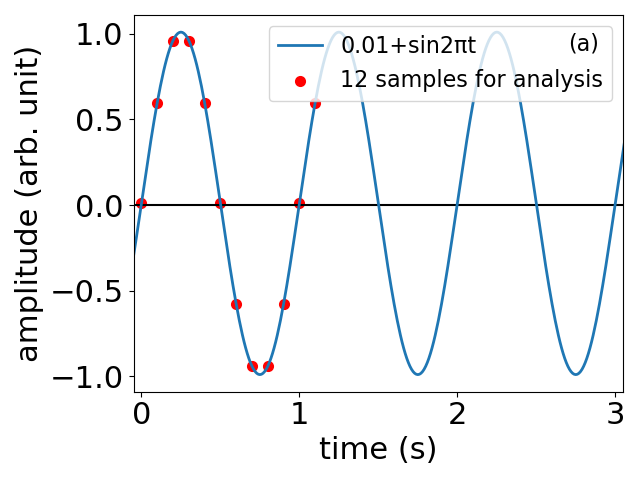 0.01+sin2πt (a)
12 samples for analysis
1.0
0.5
0.0
−0.5
−1.0
amplitude (arb. unit)
0 1 2 3
time (s)